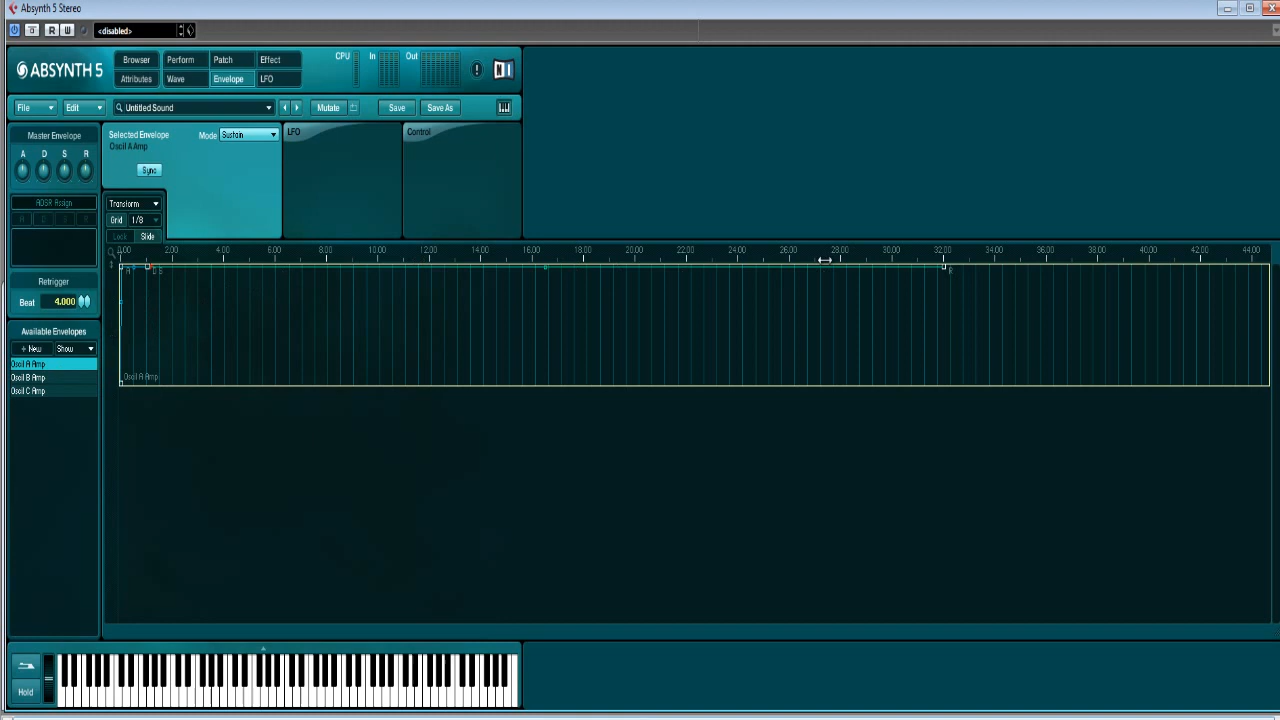 Absynth 5 Stereo
R W <disabled>
ABSYNTH 5
Browser Perform Patch Effect
Attributes Wave Envelope LFO
CPU In Out
File Edit Untitled Sound Mutate Save Save As
Master Envelope
A D S R
ADSR Assign
Retrigger
Beat 4.000
Available Envelopes
+ New Show
Oscil A Amp
Oscil B Amp
Oscil C Amp
Selected Envelope Mode Sustain
Oscil A Amp
Sync
LFO
Control
Transform
Grid 1/8
Lock Slide
0.00 2.00 4.00 6.00 8.00 10.00 12.00 14.00 16.00 18.00 20.00 22.00 24.00 26.00 28.00 30.00 32.00 34.00 36.00 38.00 40.00 42.00 44.00
A D S R
Oscil A Amp
Hold